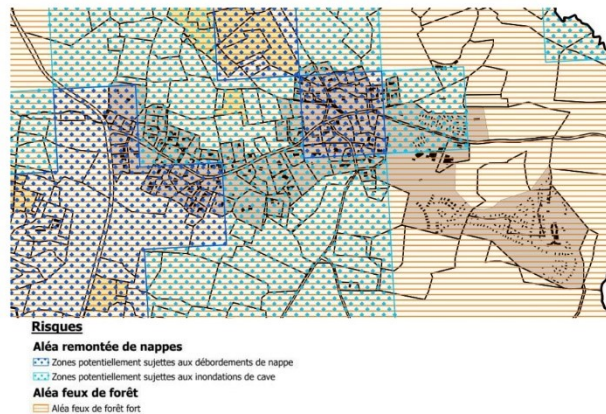 Risques
Aléa remontée de nappes
Zones potentiellement sujettes aux débordements de nappe
Zones potentiellement sujettes aux inondations de cave
Aléa feux de forêt
Aléa feux de forêt fort